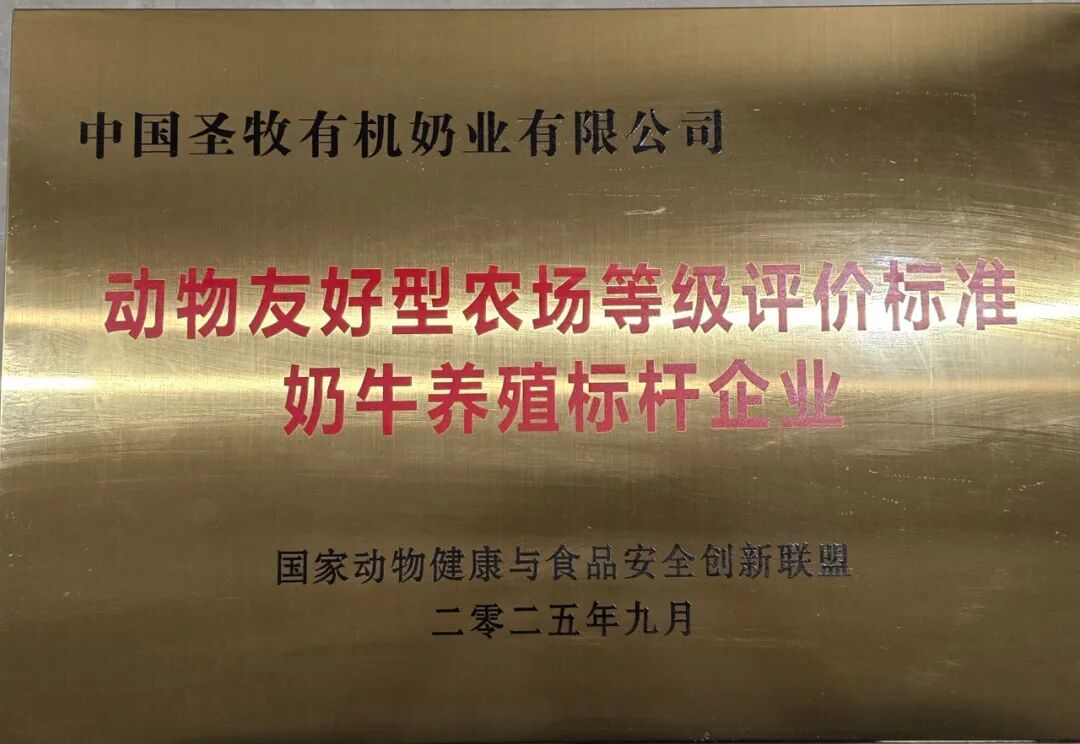 中国圣牧有机奶业有限公司
动物友好型农场等级评价标准
奶牛养殖标杆企业
国家动物健康与食品安全创新联盟
二零二五年九月